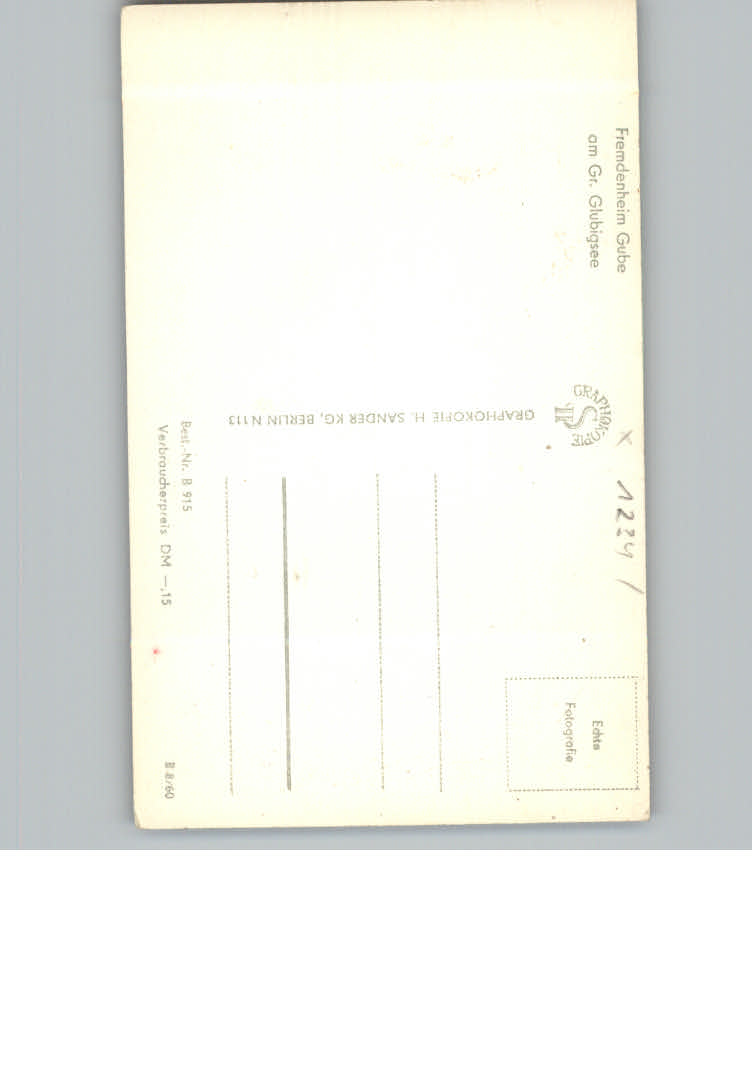 Fremdenheim Gube
am Gr. Glubigsee
GRAPHOKOPIE
HS
GRAPHOKOPIE H. SANDER KG, BERLIN N 113
x 1224 /
Echte
Fotografie
Best.-Nr. B 915
Verbraucherpreis DM —,15
B 8/60